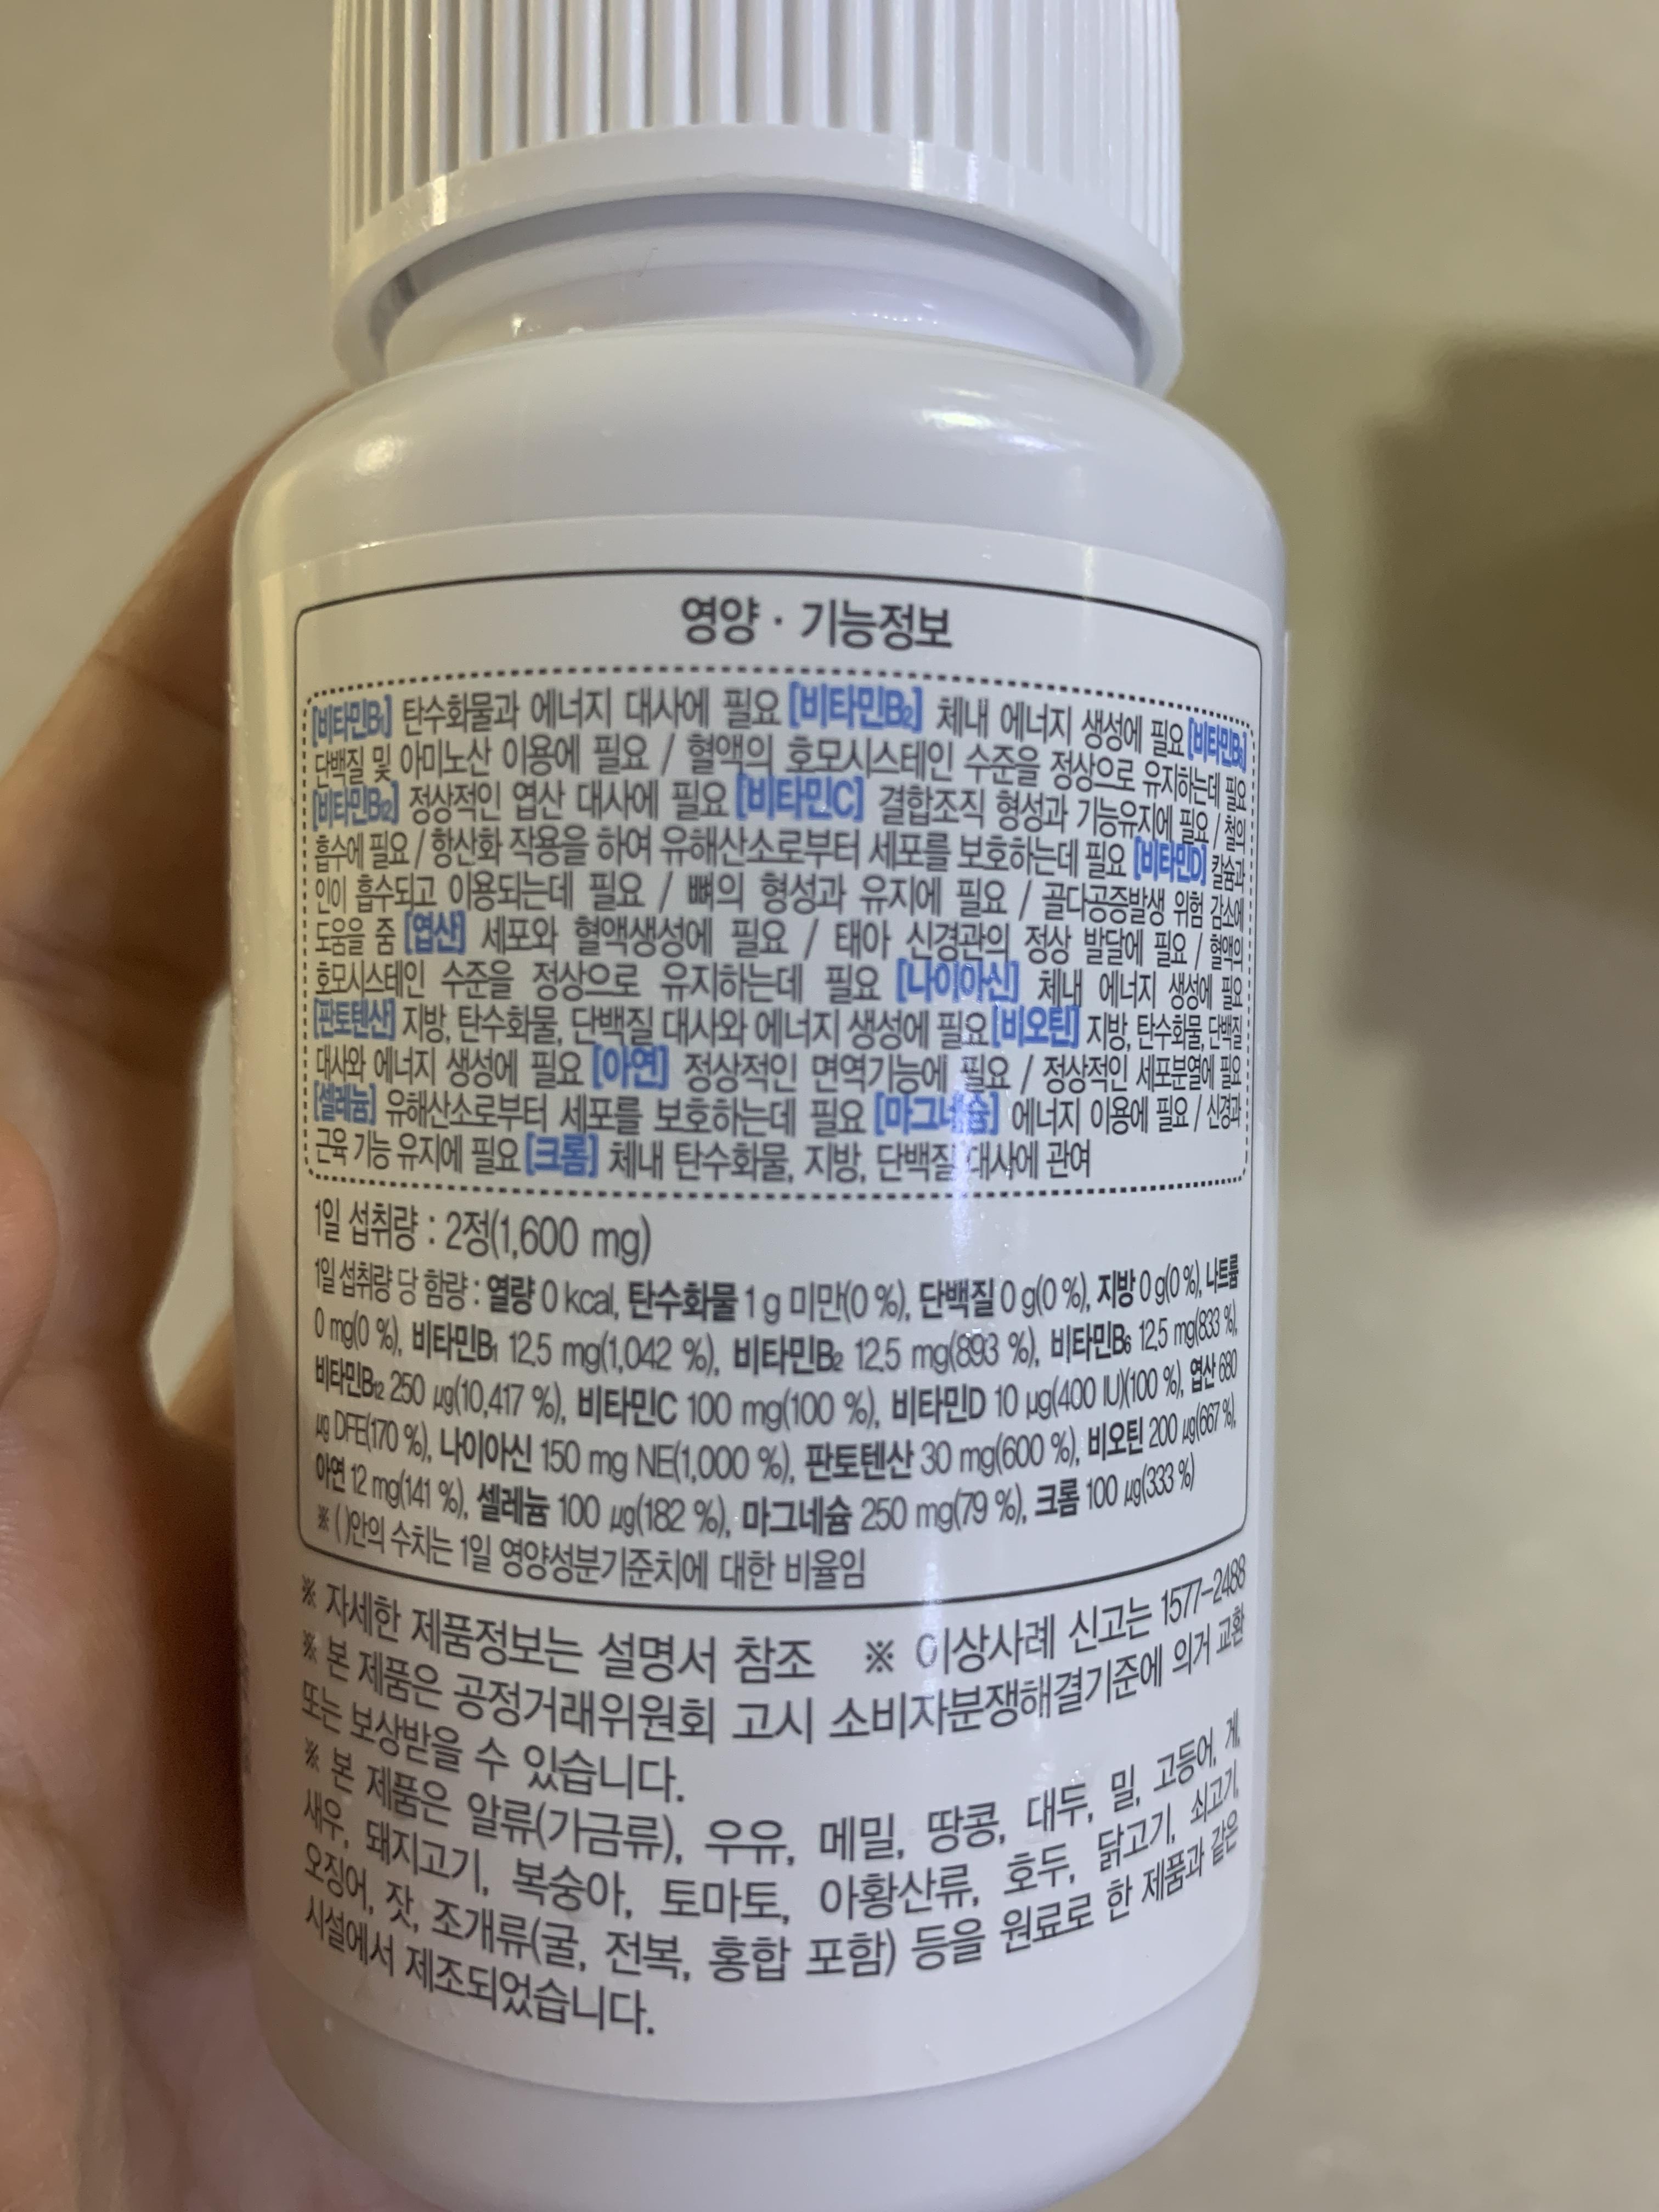 영양 · 기능정보
[비타민B₁] 탄수화물과 에너지 대사에 필요 [비타민B₂] 체내 에너지 생성에 필요 [비타민B₆]
단백질 및 아미노산 이용에 필요 / 혈액의 호모시스테인 수준을 정상으로 유지하는데 필요
[비타민B₁₂] 정상적인 엽산 대사에 필요 [비타민C] 결합조직 형성과 기능유지에 필요 / 철의
흡수에 필요 / 항산화 작용을 하여 유해산소로부터 세포를 보호하는데 필요 [비타민D] 칼슘과
인이 흡수되고 이용되는데 필요 / 뼈의 형성과 유지에 필요 / 골다공증발생 위험 감소에
도움을 줌 [엽산] 세포와 혈액생성에 필요 / 태아 신경관의 정상 발달에 필요 / 혈액의
호모시스테인 수준을 정상으로 유지하는데 필요 [나이아신] 체내 에너지 생성에 필요
[판토텐산] 지방, 탄수화물, 단백질 대사와 에너지 생성에 필요 [비오틴] 지방, 탄수화물, 단백질
대사와 에너지 생성에 필요 [아연] 정상적인 면역기능에 필요 / 정상적인 세포분열에 필요
[셀레늄] 유해산소로부터 세포를 보호하는데 필요 [마그네슘] 에너지 이용에 필요 / 신경과
근육 기능 유지에 필요 [크롬] 체내 탄수화물, 지방, 단백질 대사에 관여
1일 섭취량 : 2정(1,600 mg)
1일 섭취량 당 함량 : 열량 0 kcal, 탄수화물 1 g 미만(0 %), 단백질 0 g(0 %), 지방 0 g(0 %), 나트륨
0 mg(0 %), 비타민B₁ 12.5 mg(1,042 %), 비타민B₂ 12.5 mg(893 %), 비타민B₆ 12.5 mg(833 %),
비타민B₁₂ 250 µg(10,417 %), 비타민C 100 mg(100 %), 비타민D 10 µg(400 IU)(100 %), 엽산 680
µg DFE(170 %), 나이아신 150 mg NE(1,000 %), 판토텐산 30 mg(600 %), 비오틴 200 µg(667 %),
아연 12 mg(141 %), 셀레늄 100 µg(182 %), 마그네슘 250 mg(79 %), 크롬 100 µg(333 %)
※ ( )안의 수치는 1일 영양성분기준치에 대한 비율임
※ 자세한 제품정보는 설명서 참조 ※ 이상사례 신고는 1577-2488
※ 본 제품은 공정거래위원회 고시 소비자분쟁해결기준에 의거 교환
또는 보상받을 수 있습니다.
※ 본 제품은 알류(가금류), 우유, 메밀, 땅콩, 대두, 밀, 고등어, 게,
새우, 돼지고기, 복숭아, 토마토, 아황산류, 호두, 닭고기, 쇠고기,
오징어, 잣, 조개류(굴, 전복, 홍합 포함) 등을 원료로 한 제품과 같은
시설에서 제조되었습니다.